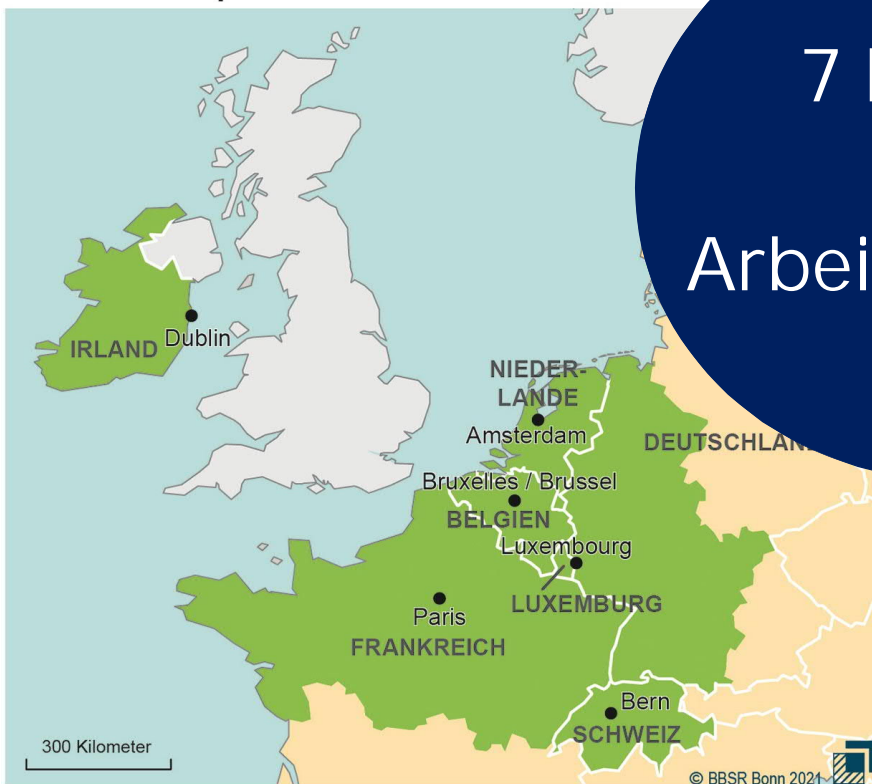 7
Arbei
IRLAND
Dublin
NIEDER-
LANDE
Amsterdam
DEUTSCHLAN
Bruxelles / Brussel
BELGIEN
Luxembourg
LUXEMBURG
Paris
FRANKREICH
Bern
SCHWEIZ
300 Kilometer
© BBSR Bonn 2021